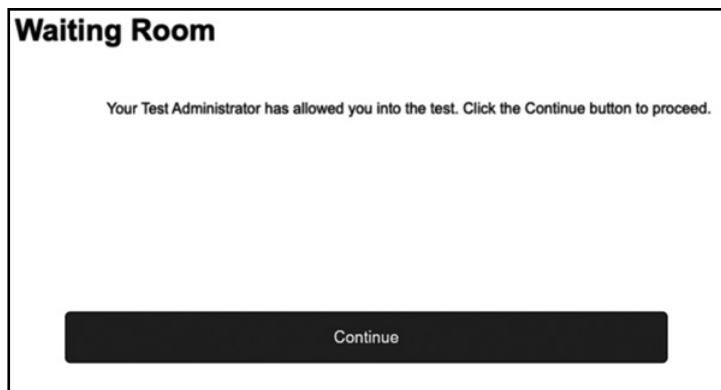 Waiting Room
Your Test Administrator has allowed you into the test. Click the Continue button to proceed.
Continue